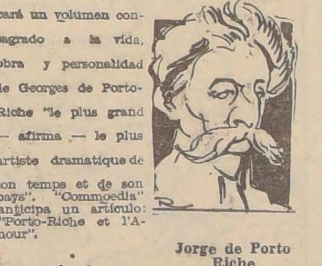 cará un volumen con-
sagrado a la vida,
obra y personalidad
de Georges de Porto-
Riche "le plus grand
— afirma — le plus
artiste dramatique de
son temps et de son
pays". "Commoedia"
anticipa un artículo:
"Porto-Riche et l'A-
mour".
R
Jorge de Porto
Riche